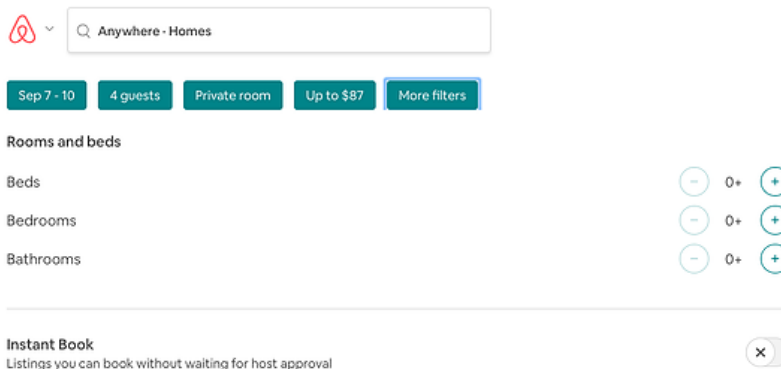 Anywhere · Homes
Sep 7 - 10 4 guests Private room Up to $87 More filters
Rooms and beds
Beds − 0+ +
Bedrooms − 0+ +
Bathrooms − 0+ +
Instant Book
Listings you can book without waiting for host approval